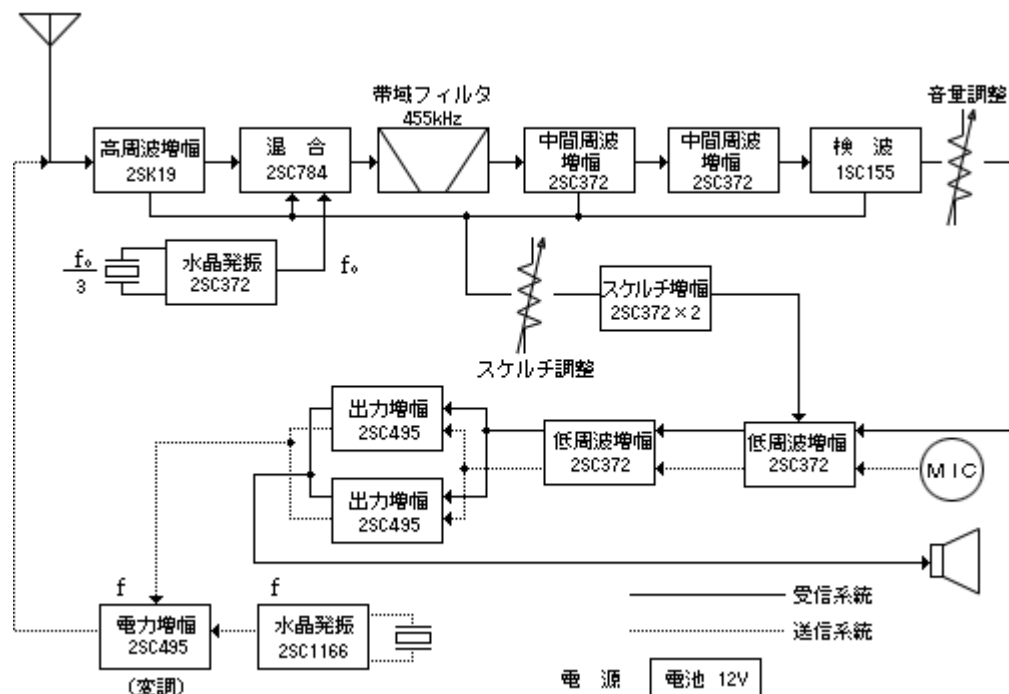 帯域フィルタ
455kHz
音量調整
高周波増幅
2SK19
混　合
2SC784
中間周波
増幅
2SC372
中間周波
増幅
2SC372
検　波
1SC155
f₀
3
水晶発振
2SC372
f₀
スケルチ増幅
2SC372×2
スケルチ調整
出力増幅
2SC495
低周波増幅
2SC372
低周波増幅
2SC372
MIC
出力増幅
2SC495
f
f
電力増幅
2SC495
(変調)
水晶発振
2SC1166
受信系統
送信系統
電　源
電池 12V